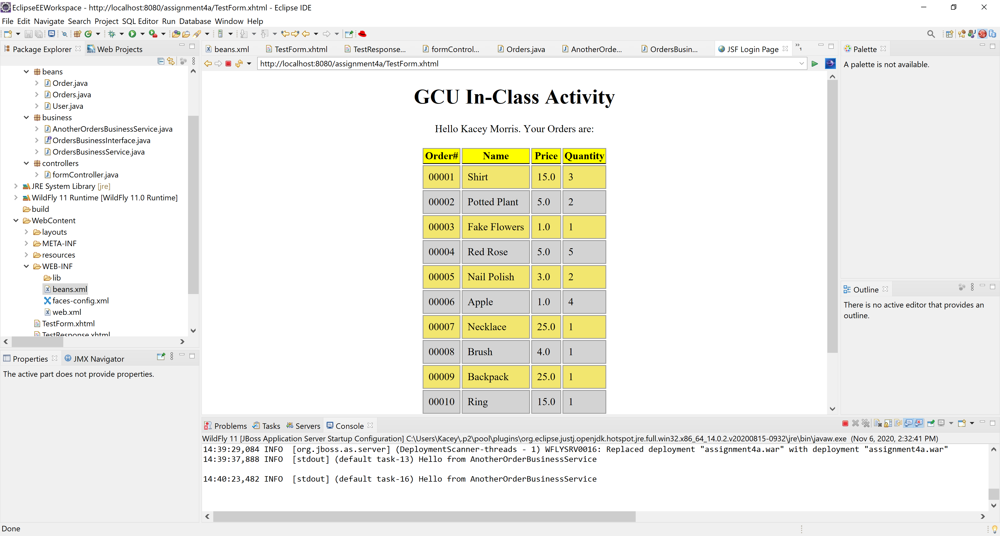 EclipseEEWorkspace - http://localhost:8080/assignment4a/TestForm.xhtml - Eclipse IDE
File Edit Navigate Search Project SQL Editor Run Database Window Help
Package Explorer
Web Projects
beans
Order.java
Orders.java
User.java
business
AnotherOrdersBusinessService.java
OrdersBusinessInterface.java
OrdersBusinessService.java
controllers
formController.java
JRE System Library [jre]
WildFly 11 Runtime [WildFly 11.0 Runtime]
build
WebContent
layouts
META-INF
resources
WEB-INF
lib
beans.xml
faces-config.xml
web.xml
TestForm.xhtml
TestResponse.xhtml
Properties
JMX Navigator
The active part does not provide properties.
beans.xml TestForm.xhtml TestResponse... formControl... Orders.java AnotherOrde... OrdersBusin... JSF Login Page »1
http://localhost:8080/assignment4a/TestForm.xhtml
GCU In-Class Activity
Hello Kacey Morris. Your Orders are:
Order# Name Price Quantity
00001 Shirt 15.0 3
00002 Potted Plant 5.0 2
00003 Fake Flowers 1.0 1
00004 Red Rose 5.0 5
00005 Nail Polish 3.0 2
00006 Apple 1.0 4
00007 Necklace 25.0 1
00008 Brush 4.0 1
00009 Backpack 25.0 1
00010 Ring 15.0 1
Palette
A palette is not available.
Outline
There is no active editor that provides an
outline.
Problems Tasks Servers Console
WildFly 11 [JBoss Application Server Startup Configuration] C:\Users\Kacey\.p2\pool\plugins\org.eclipse.justj.openjdk.hotspot.jre.full.win32.x86_64_14.0.2.v20200815-0932\jre\bin\javaw.exe (Nov 6, 2020, 2:32:41 PM)
14:39:29,084 INFO [org.jboss.as.server] (DeploymentScanner-threads - 1) WFLYSRV0016: Replaced deployment "assignment4a.war" with deployment "assignment4a.war"
14:39:37,888 INFO [stdout] (default task-13) Hello from AnotherOrderBusinessService
14:40:23,482 INFO [stdout] (default task-16) Hello from AnotherOrderBusinessService
Done